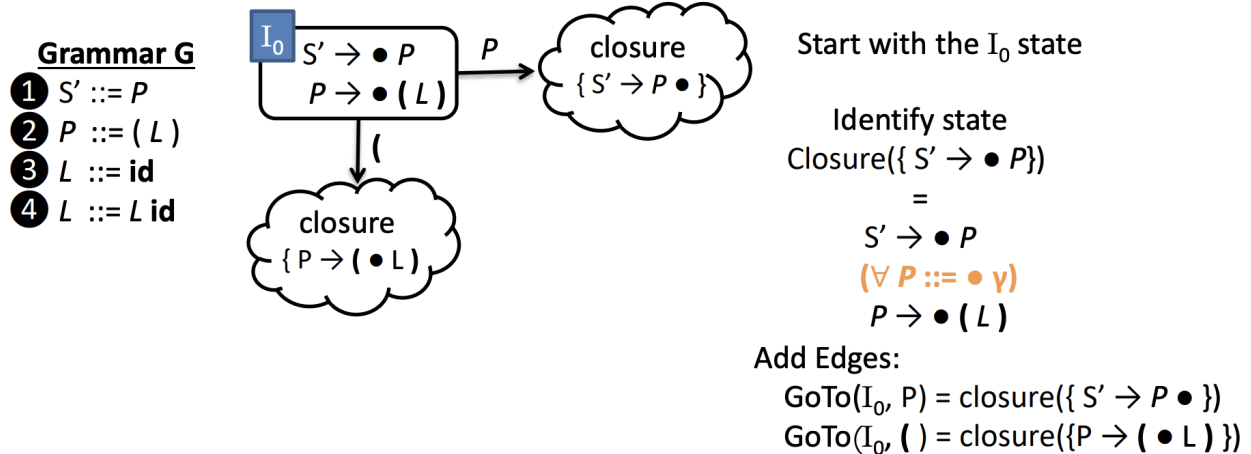 Grammar G
1 S’ ::= P
2 P ::= ( L )
3 L ::= id
4 L ::= L id
I0
S’ → ● P
P → ● ( L )
P
(
closure
{ S’ → P ● }
closure
{ P → ( ● L )
Start with the I0 state
Identify state
Closure({ S’ → ● P})
=
S’ → ● P
(∀ P ::= ● γ)
P → ● ( L )
Add Edges:
GoTo(I0, P) = closure({ S’ → P ● })
GoTo(I0, ( ) = closure({P → ( ● L ) })